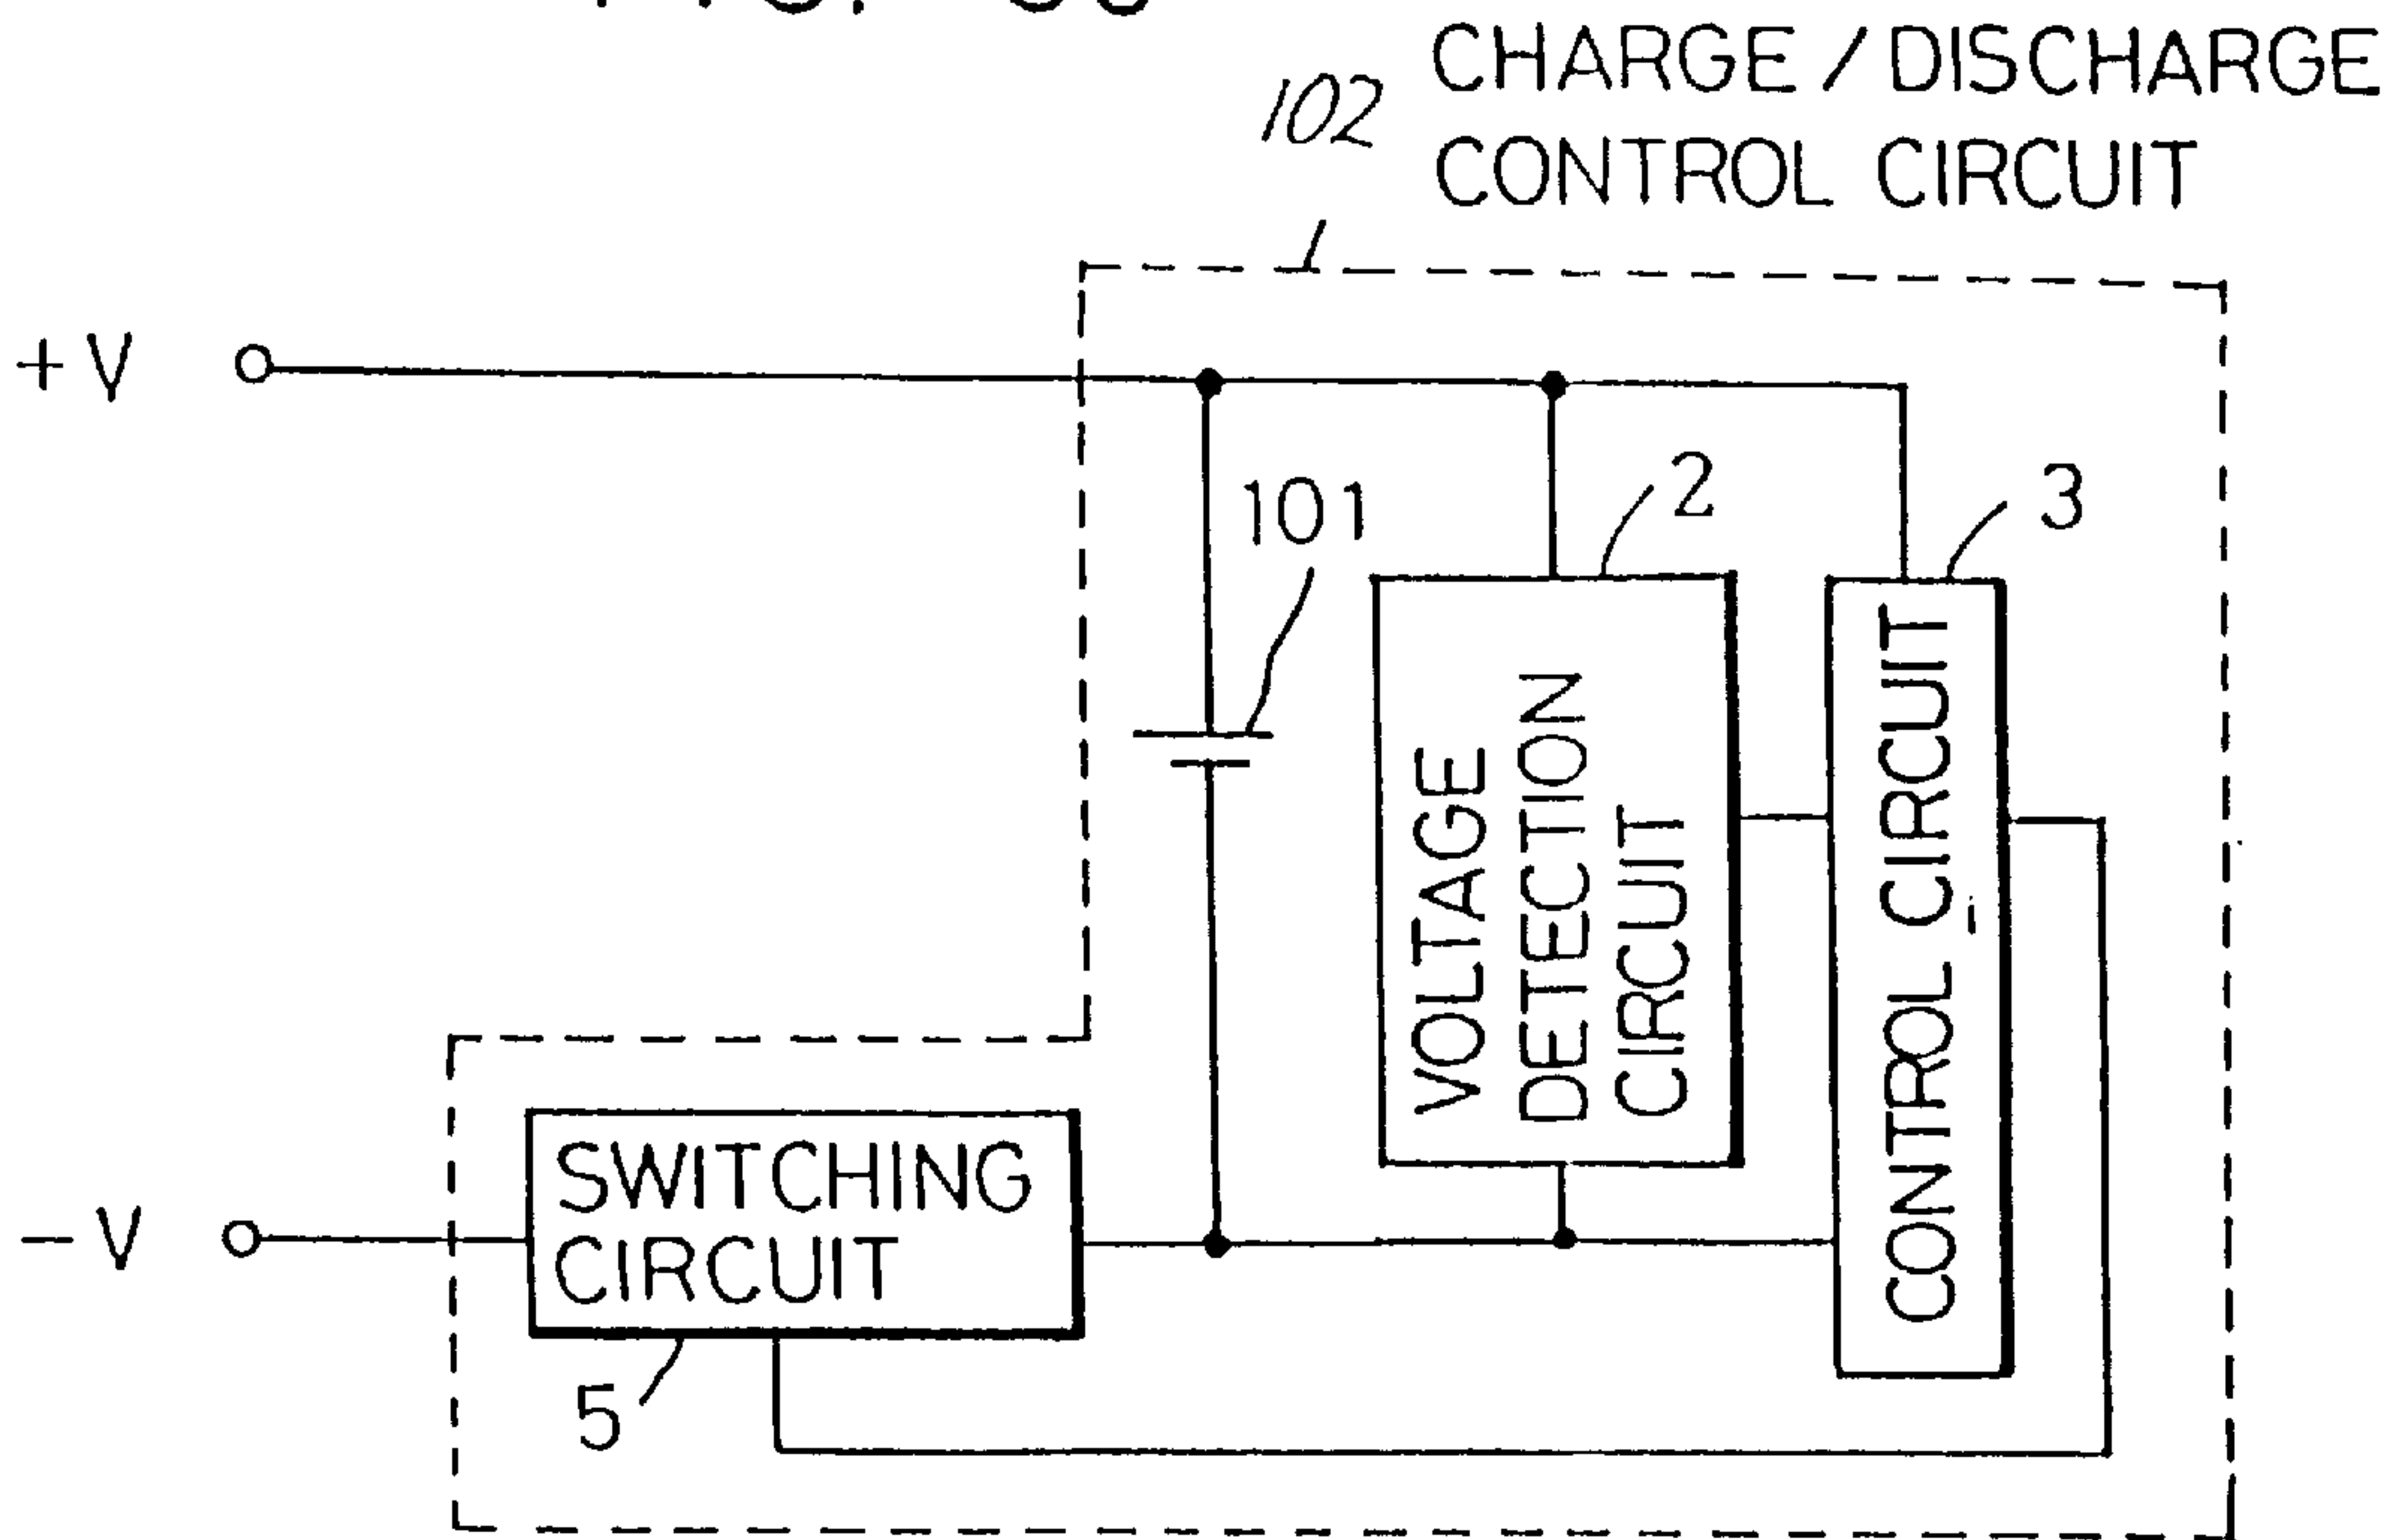 102
CHARGE / DISCHARGE
CONTROL CIRCUIT
+ V
101
2
3
VOLTAGE
DETECTION
CIRCUIT
CONTROL CIRCUIT
- V
SWITCHING
CIRCUIT
5